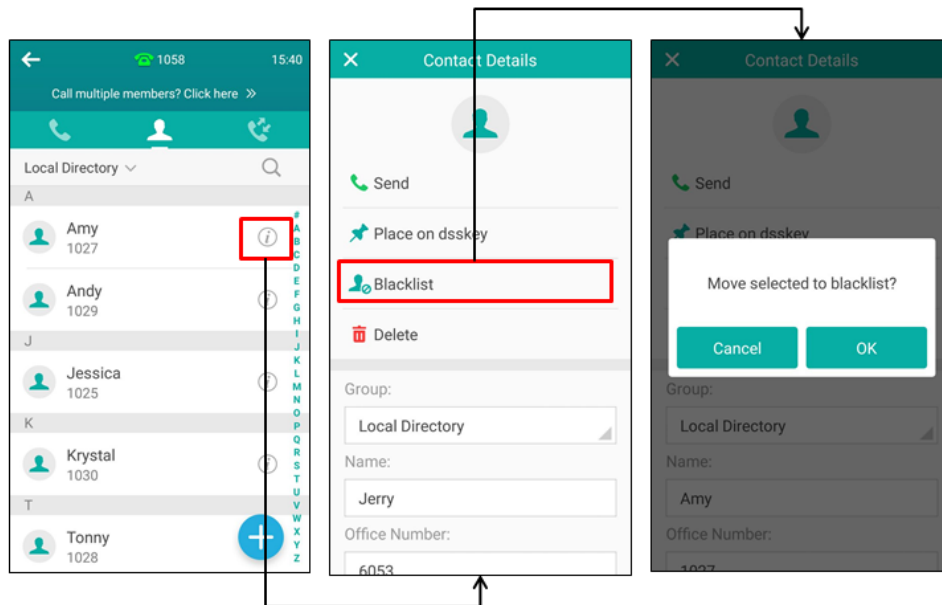 1058 15:40
Call multiple members? Click here »
Local Directory
A
Amy
1027
Andy
1029
J
Jessica
1025
K
Krystal
1030
T
Tonny
1028
#
A
B
C
D
E
F
G
H
I
J
K
L
M
N
O
P
Q
R
S
T
U
V
W
X
Y
Z
Contact Details
Send
Place on dsskey
Blacklist
Delete
Group:
Local Directory
Name:
Jerry
Office Number:
6053
Contact Details
Send
Place on dsskey
Move selected to blacklist?
Cancel OK
Group:
Local Directory
Name:
Amy
Office Number:
1027